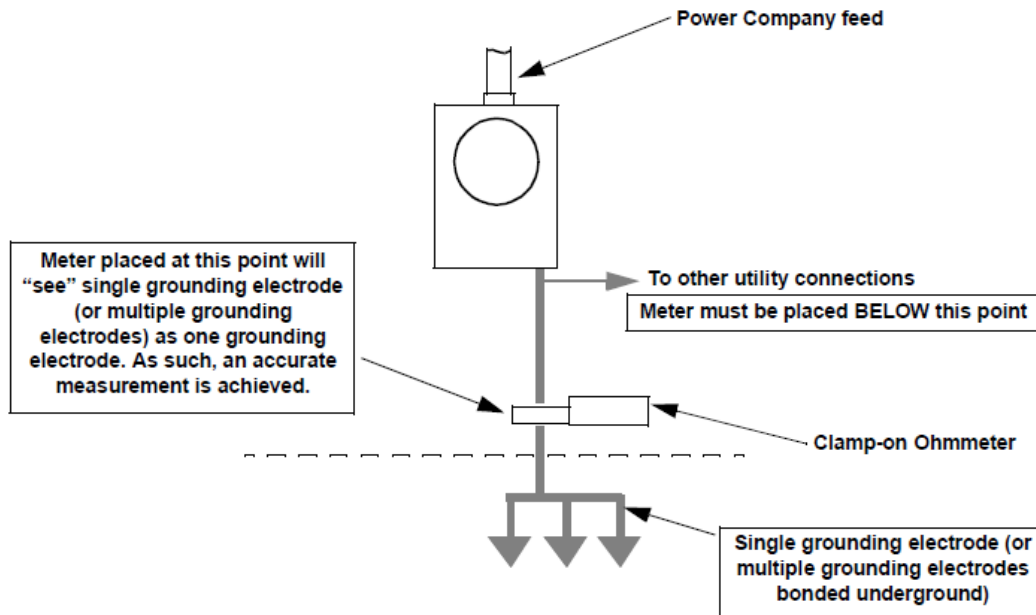 Power Company feed
Meter placed at this point will
“see” single grounding electrode
(or multiple grounding
electrodes) as one grounding
electrode. As such, an accurate
measurement is achieved.
To other utility connections
Meter must be placed BELOW this point
Clamp-on Ohmmeter
Single grounding electrode (or
multiple grounding electrodes
bonded underground)